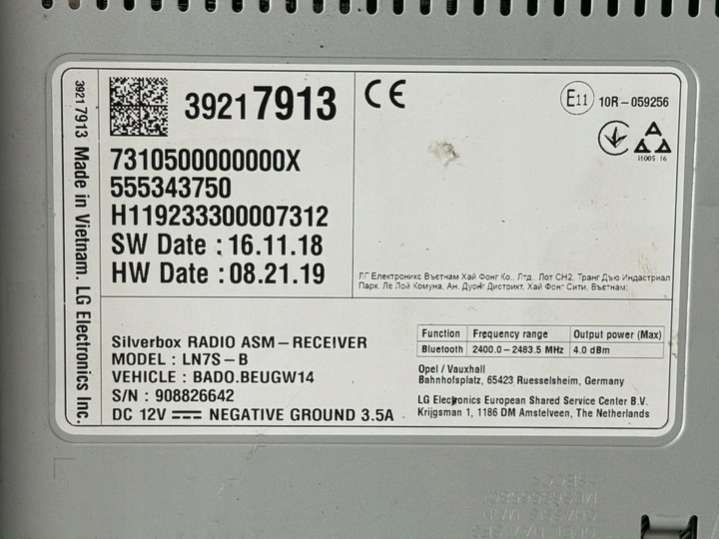 39217913 Made in Vietnam. LG Electronics Inc.
39217913
7310500000000X
555343750
H119233300007312
SW Date : 16.11.18
HW Date : 08.21.19
CE
E11 10R-059256
ЛГ Електроникс Вьетнам Хай Фонг Ко., Лтд, Лот СН2, Транг Дъю Индастриал
Парк, Ле Лой Комуна, Ан, Дуонг Дистрикт, Хай Фонг Сити, Вьетнам;
Silverbox RADIO ASM-RECEIVER
MODEL : LN7S-B
VEHICLE : BADO.BEUGW14
S/N : 908826642
DC 12V NEGATIVE GROUND 3.5A
Function Frequency range Output power (Max)
Bluetooth 2400.0-2483.5 MHz 4.0 dBm
Opel / Vauxhall
Bahnhofsplatz, 65423 Ruesselsheim, Germany
LG Electronics European Shared Service Center B.V.
Krijgsman 1, 1186 DM Amstelveen, The Netherlands